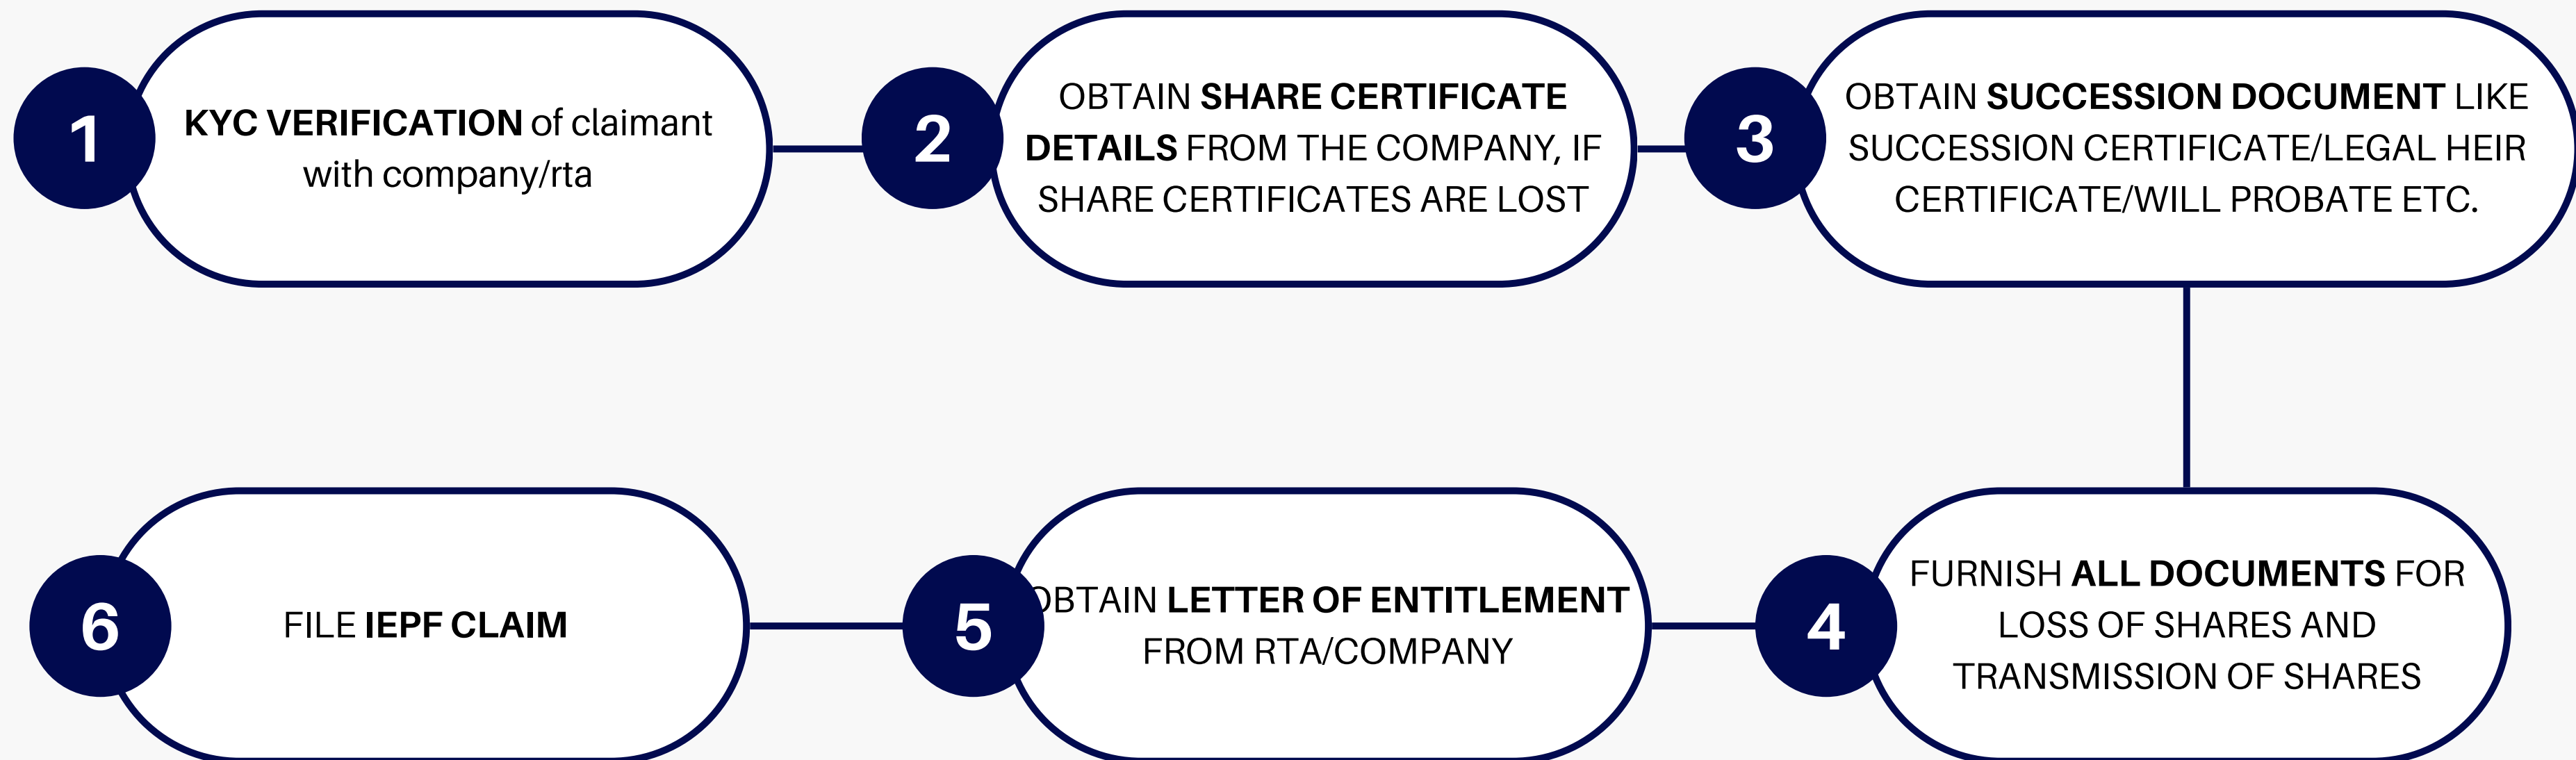 1
KYC VERIFICATION of claimant
with company/rta
2
OBTAIN SHARE CERTIFICATE
DETAILS FROM THE COMPANY, IF
SHARE CERTIFICATES ARE LOST
3
OBTAIN SUCCESSION DOCUMENT LIKE
SUCCESSION CERTIFICATE/LEGAL HEIR
CERTIFICATE/WILL PROBATE ETC.
4
FURNISH ALL DOCUMENTS FOR
LOSS OF SHARES AND
TRANSMISSION OF SHARES
5
OBTAIN LETTER OF ENTITLEMENT
FROM RTA/COMPANY
6
FILE IEPF CLAIM